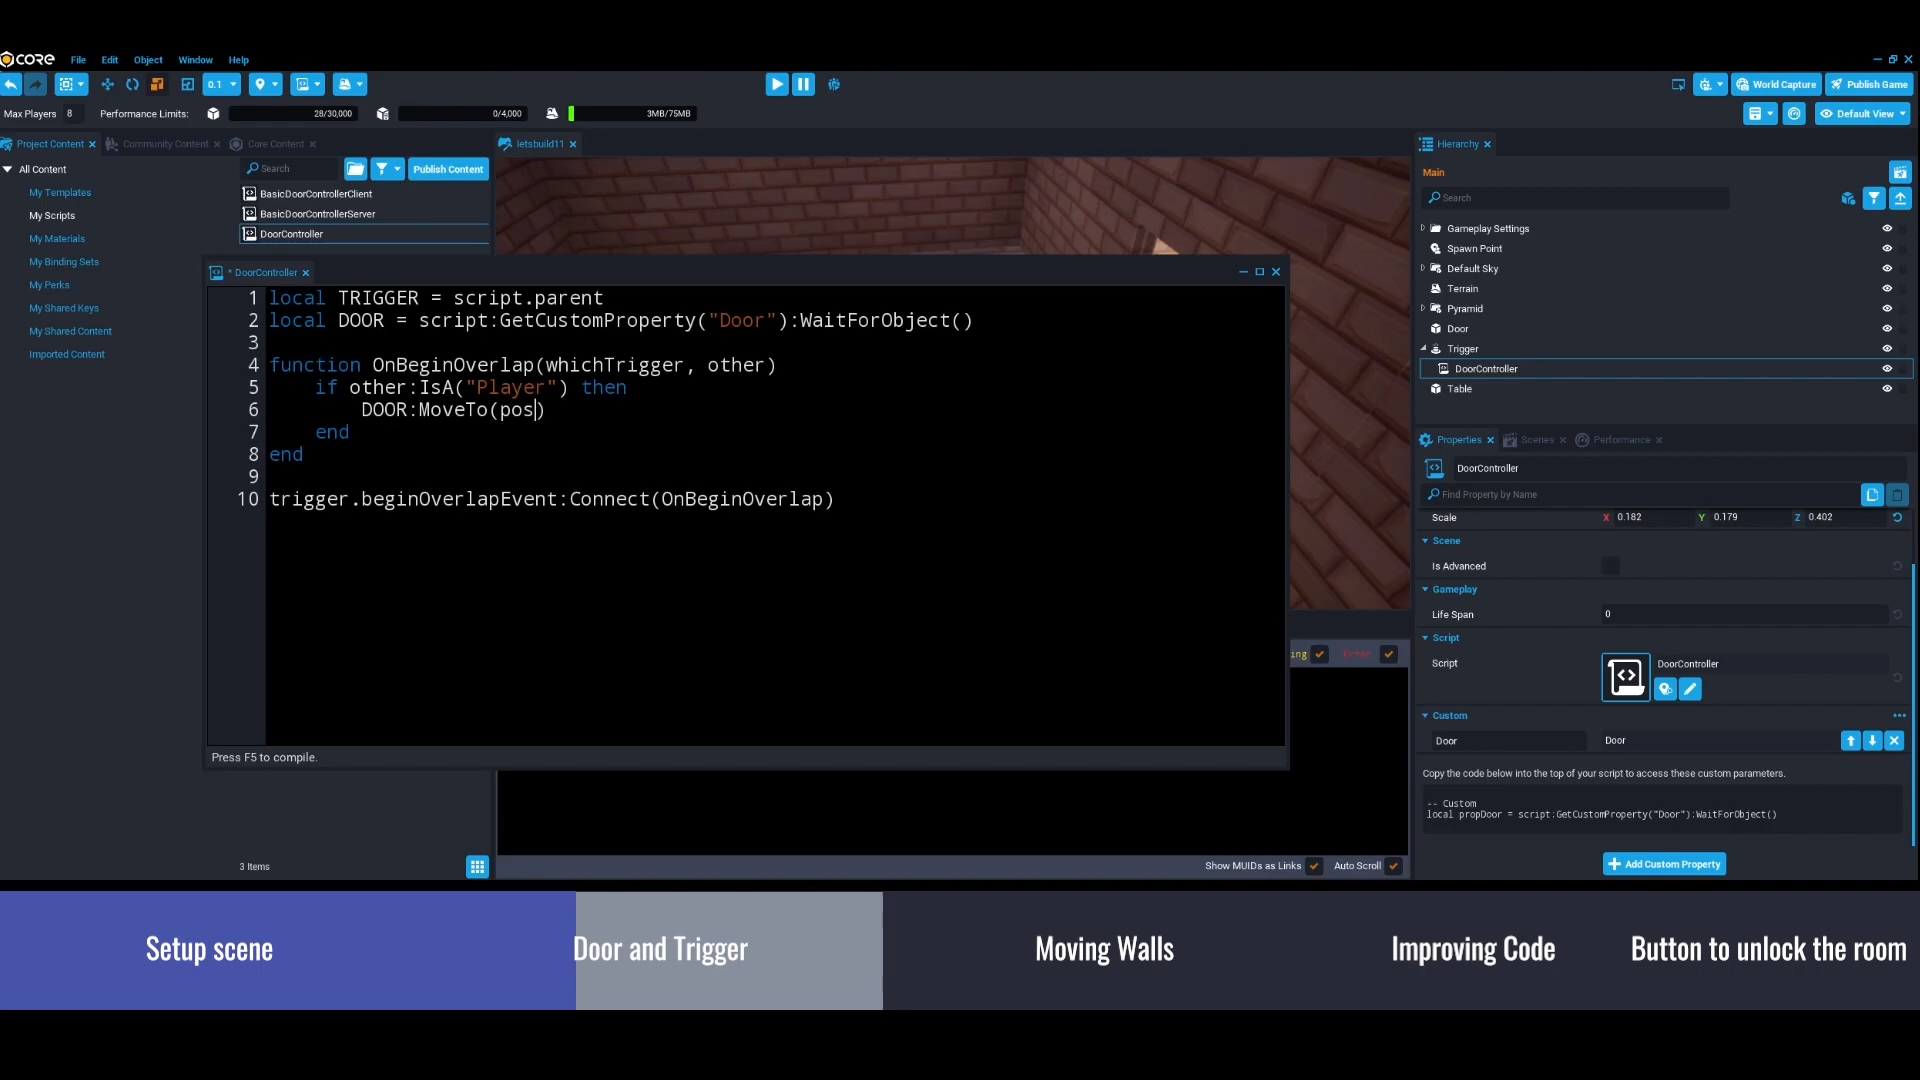 CORE File Edit Object Window Help
0.1
World Capture Publish Game
Max Players 8 Performance Limits: 28/30,000 0/4,000 3MB/75MB
Default View
Project Content Community Content Core Content
letsbuild11
Hierarchy
All Content
Search
Publish Content
My Templates
My Scripts
My Materials
My Binding Sets
My Perks
My Shared Keys
My Shared Content
Imported Content
BasicDoorControllerClient
BasicDoorControllerServer
DoorController
3 Items
* DoorController
1 local TRIGGER = script.parent
2 local DOOR = script:GetCustomProperty("Door"):WaitForObject()
3
4 function OnBeginOverlap(whichTrigger, other)
5 if other:IsA("Player") then
6 DOOR:MoveTo(pos)
7 end
8 end
9
10 trigger.beginOverlapEvent:Connect(OnBeginOverlap)
Press F5 to compile.
ing Error
Show MUIDs as Links Auto Scroll
Main
Search
Gameplay Settings
Spawn Point
Default Sky
Terrain
Pyramid
Door
Trigger
DoorController
Table
Properties Scenes Performance
DoorController
Find Property by Name
Scale X 0.182 Y 0.179 Z 0.402
Scene
Is Advanced
Gameplay
Life Span 0
Script
Script DoorController
Custom
Door Door
Copy the code below into the top of your script to access these custom parameters.
-- Custom
local propDoor = script:GetCustomProperty("Door"):WaitForObject()
Add Custom Property
Setup scene Door and Trigger Moving Walls Improving Code Button to unlock the room